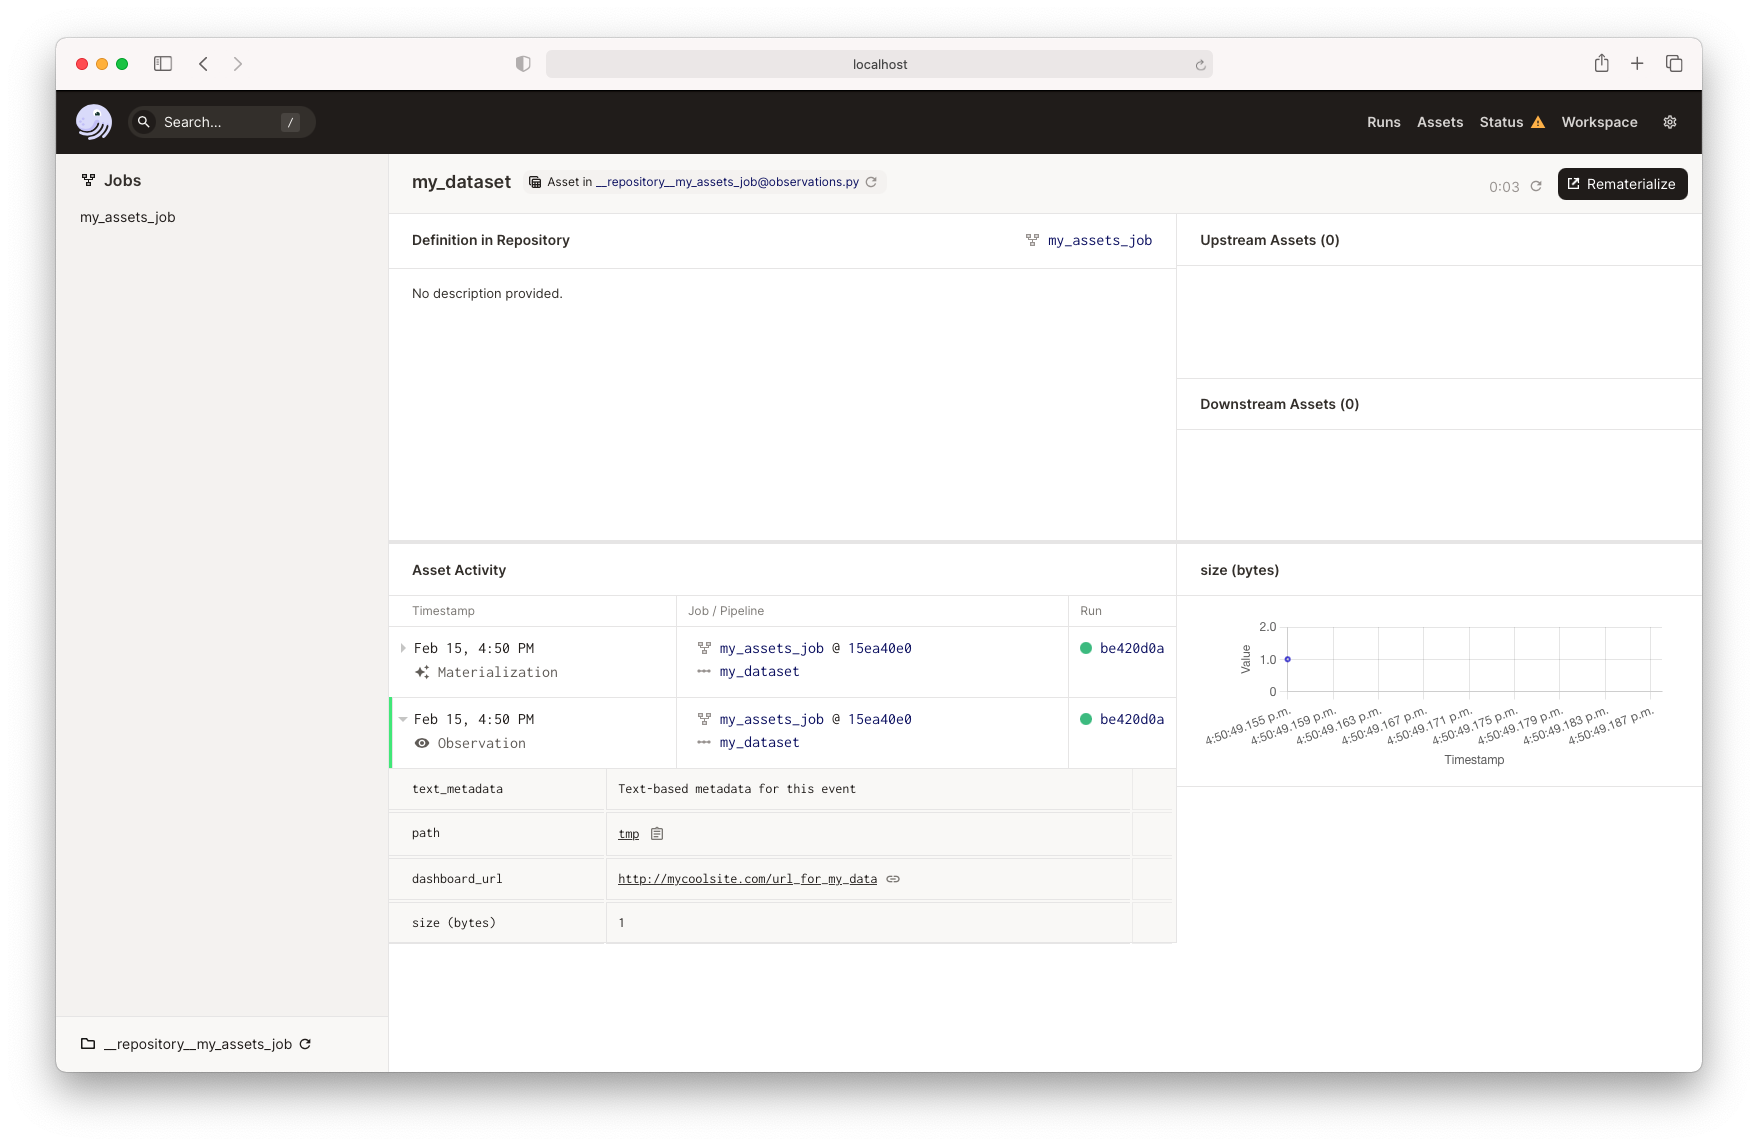 localhost
Search...
/
Runs
Assets
Status
Workspace
Jobs
my_assets_job
my_dataset
Asset in __repository__my_assets_job@observations.py
0:03
Rematerialize
Definition in Repository
my_assets_job
No description provided.
Upstream Assets (0)
Downstream Assets (0)
Asset Activity
Timestamp
Job / Pipeline
Run
Feb 15, 4:50 PM
Materialization
my_assets_job @ 15ea40e0
my_dataset
be420d0a
Feb 15, 4:50 PM
Observation
my_assets_job @ 15ea40e0
my_dataset
be420d0a
text_metadata
Text-based metadata for this event
path
tmp
dashboard_url
http://mycoolsite.com/url_for_my_data
size (bytes)
1
size (bytes)
2.0
1.0
0
Value
4:50:49.155 p.m.
4:50:49.159 p.m.
4:50:49.163 p.m.
4:50:49.167 p.m.
4:50:49.171 p.m.
4:50:49.175 p.m.
4:50:49.179 p.m.
4:50:49.183 p.m.
4:50:49.187 p.m.
Timestamp
__repository__my_assets_job